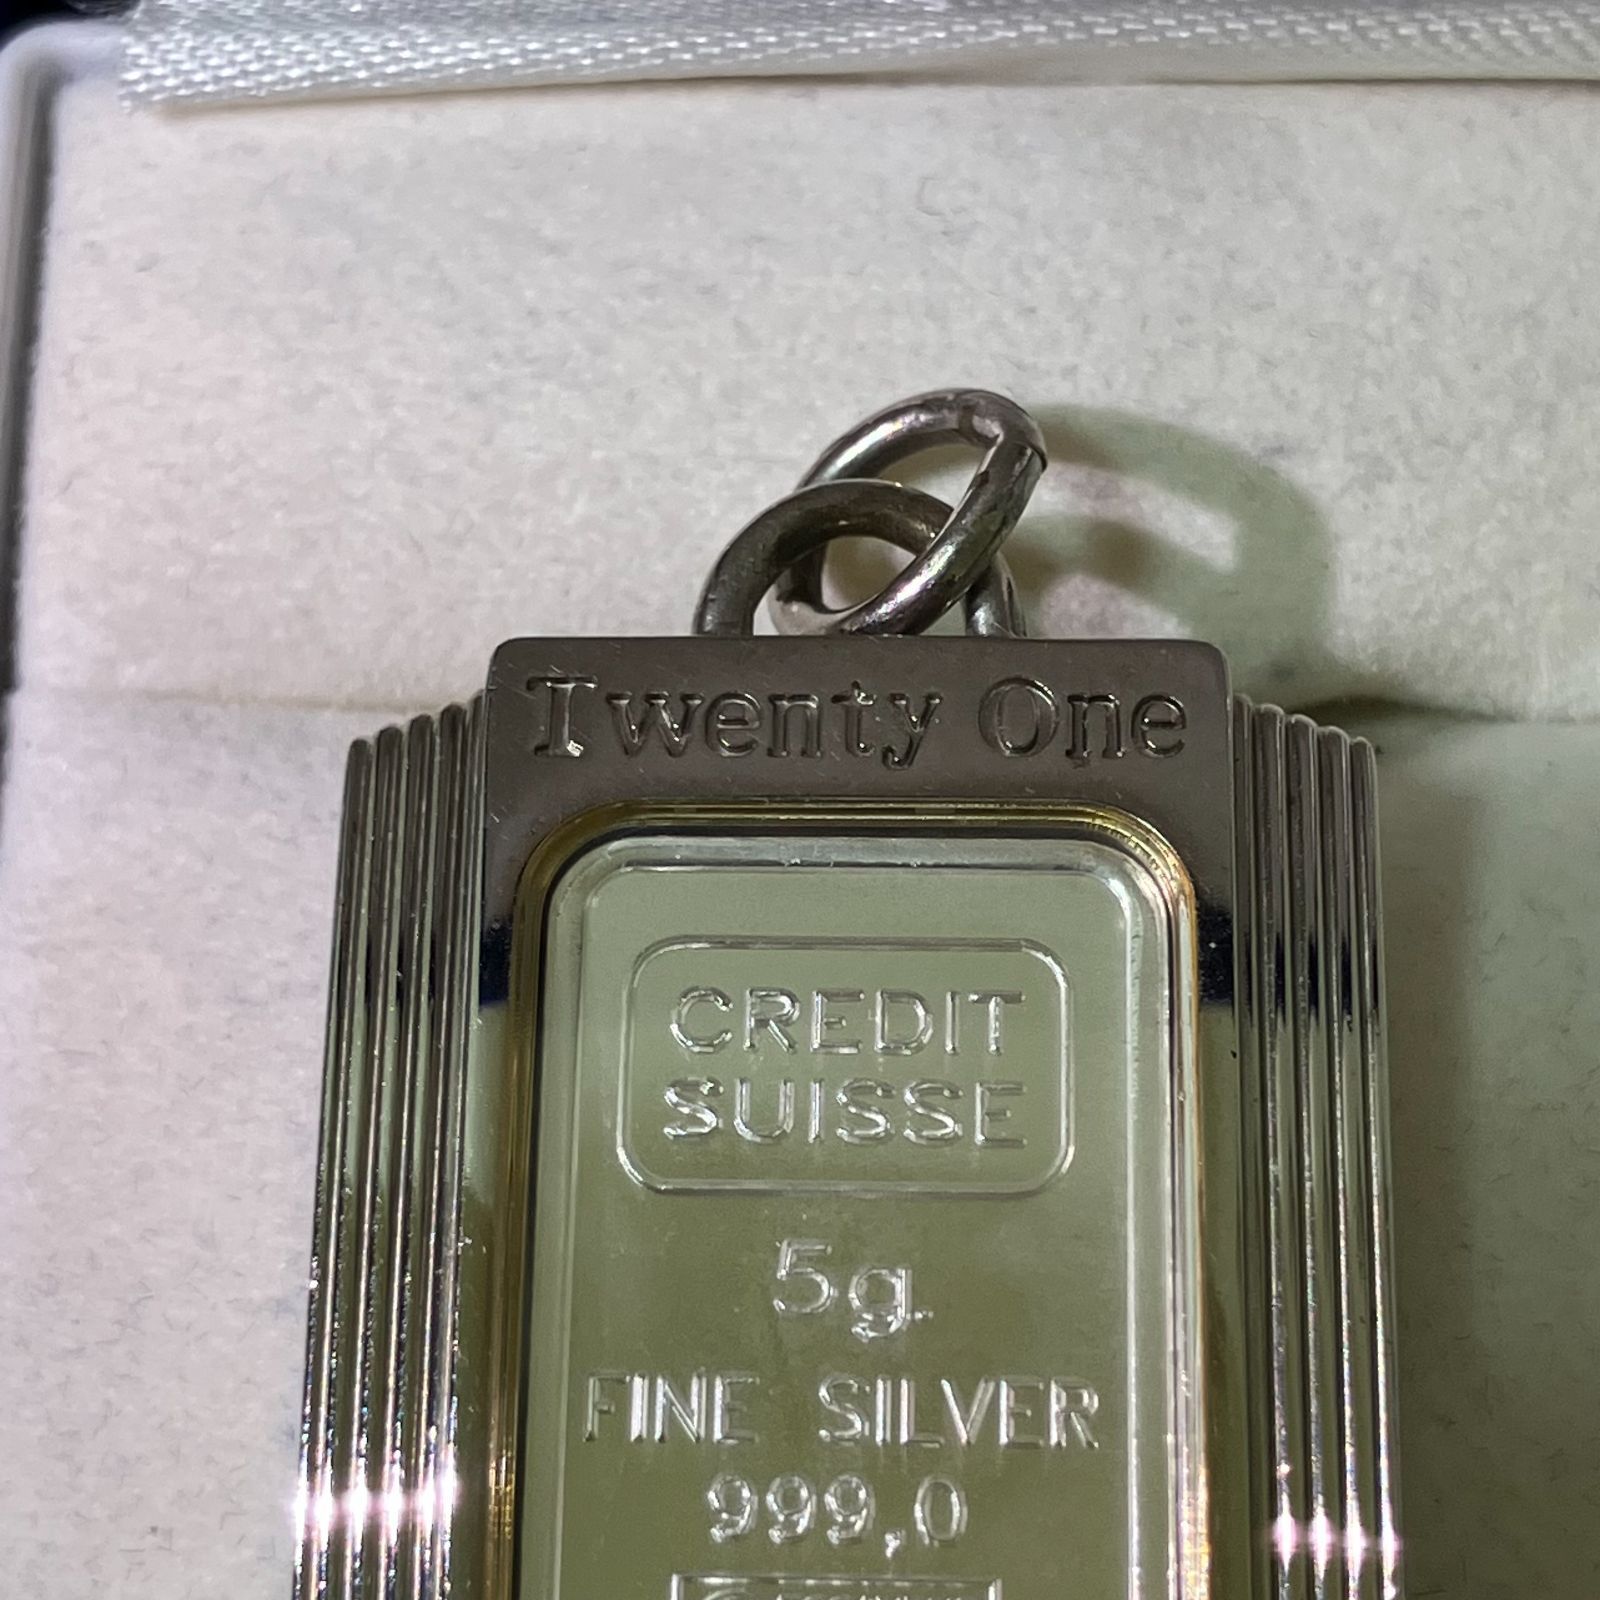 Twenty One
CREDIT
SUISSE
5g
FINE SILVER
999,0